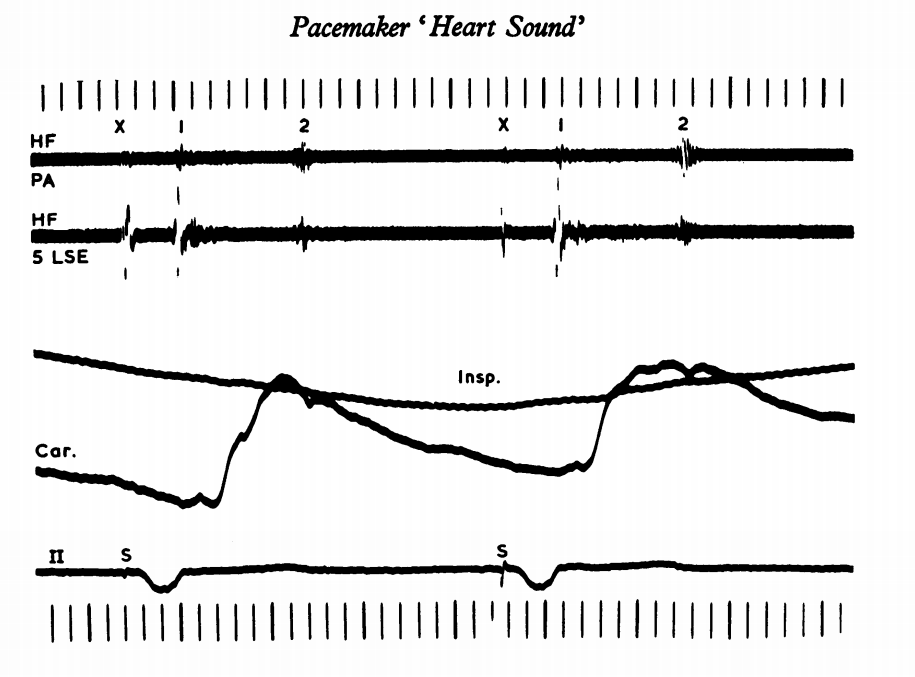 Pacemaker ‘Heart Sound’
X 1 2 X 1 2
HF
PA
HF
5 LSE
Insp.
Car.
II S S